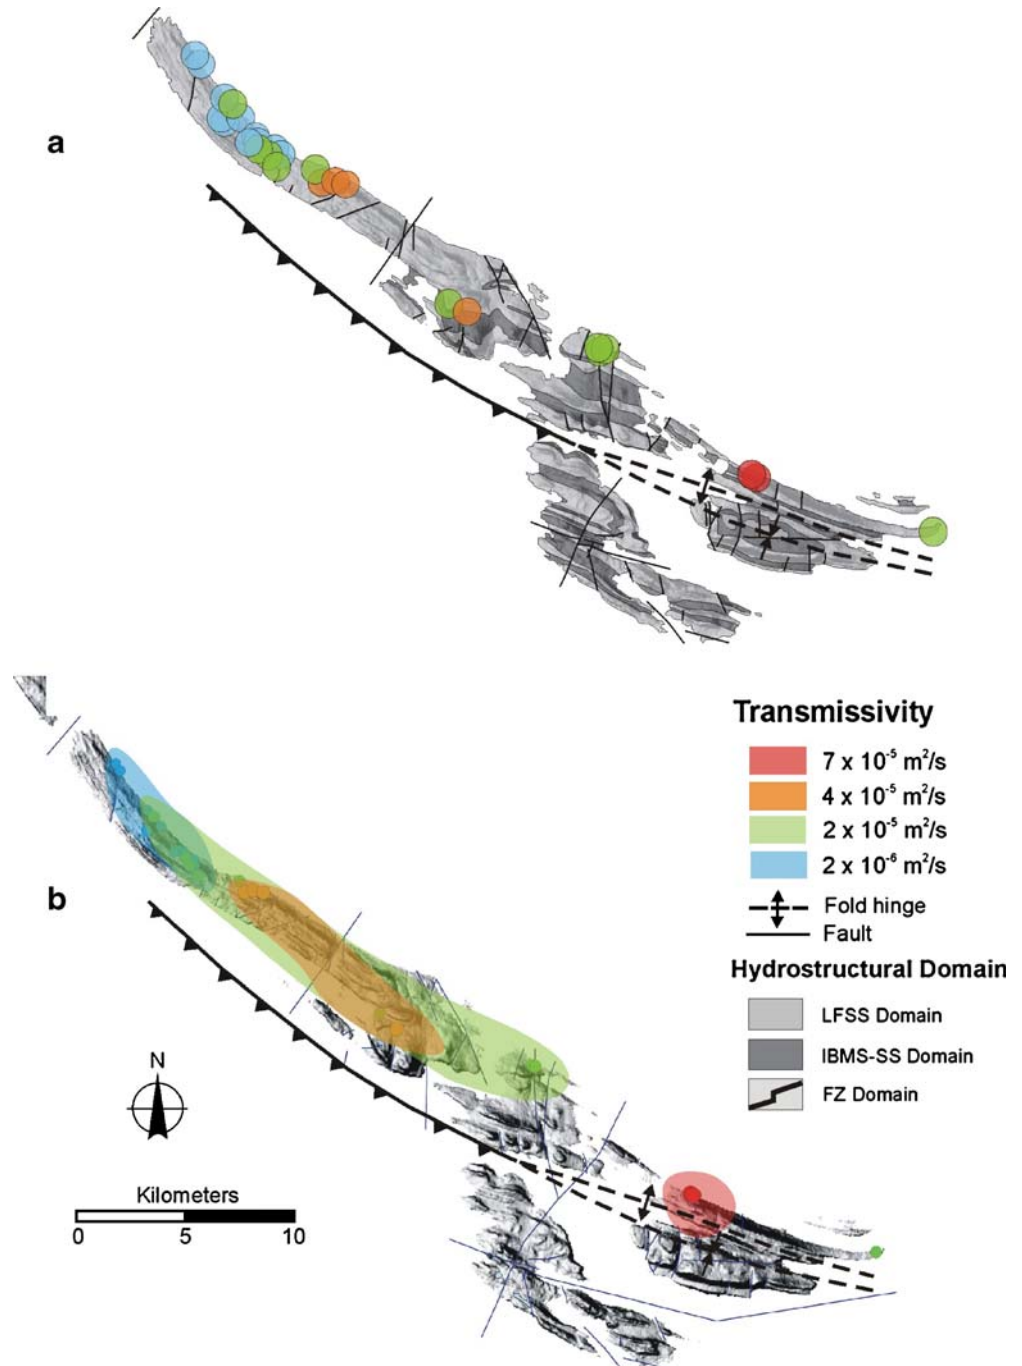 a
b
Transmissivity
7 x 10⁻⁵ m²/s
4 x 10⁻⁵ m²/s
2 x 10⁻⁵ m²/s
2 x 10⁻⁶ m²/s
Fold hinge
Fault
Hydrostructural Domain
LFSS Domain
IBMS-SS Domain
FZ Domain
N
Kilometers
0 5 10